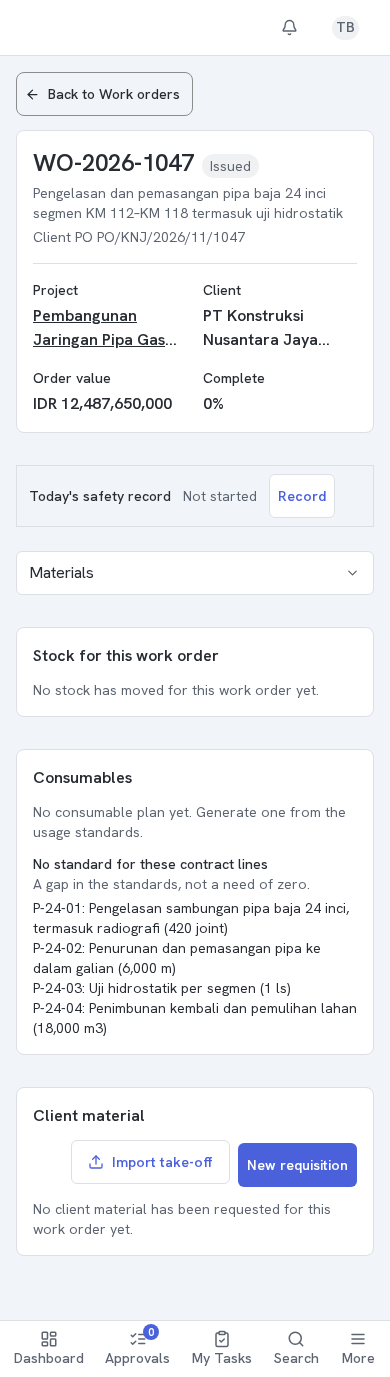 TB
Back to Work orders
WO-2026-1047 Issued
Pengelasan dan pemasangan pipa baja 24 inci
segmen KM 112–KM 118 termasuk uji hidrostatik
Client PO PO/KNJ/2026/11/1047
Project
Pembangunan
Jaringan Pipa Gas...
Client
PT Konstruksi
Nusantara Jaya...
Order value
IDR 12,487,650,000
Complete
0%
Today's safety record Not started Record
Materials
Stock for this work order
No stock has moved for this work order yet.
Consumables
No consumable plan yet. Generate one from the
usage standards.
No standard for these contract lines
A gap in the standards, not a need of zero.
P-24-01: Pengelasan sambungan pipa baja 24 inci,
termasuk radiografi (420 joint)
P-24-02: Penurunan dan pemasangan pipa ke
dalam galian (6,000 m)
P-24-03: Uji hidrostatik per segmen (1 ls)
P-24-04: Penimbunan kembali dan pemulihan lahan
(18,000 m3)
Client material
Import take-off
New requisition
No client material has been requested for this
work order yet.
0
Dashboard Approvals My Tasks Search More